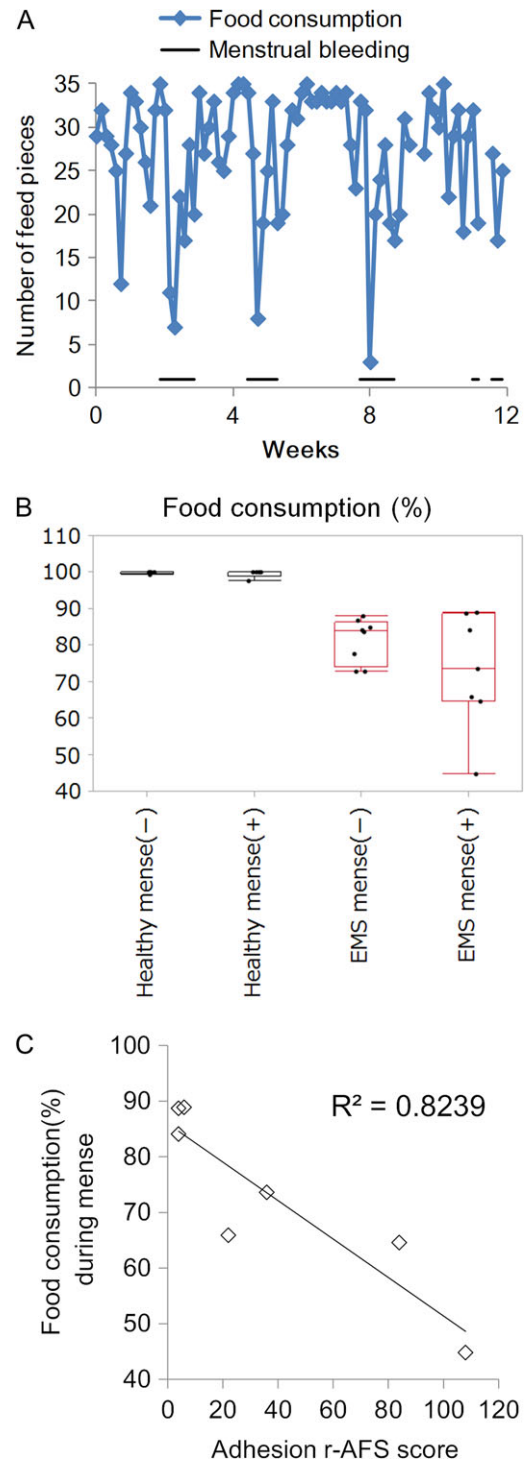 A
Food consumption
Menstrual bleeding
Number of feed pieces
35
30
25
20
15
10
5
0
0 4 8 12
Weeks
B
Food consumption (%)
110
100
90
80
70
60
50
40
Healthy mense(−)
Healthy mense(+)
EMS mense(−)
EMS mense(+)
C
Food consumption(%)
during mense
100
90
80
70
60
50
40
R² = 0.8239
0 20 40 60 80 100 120
Adhesion r-AFS score